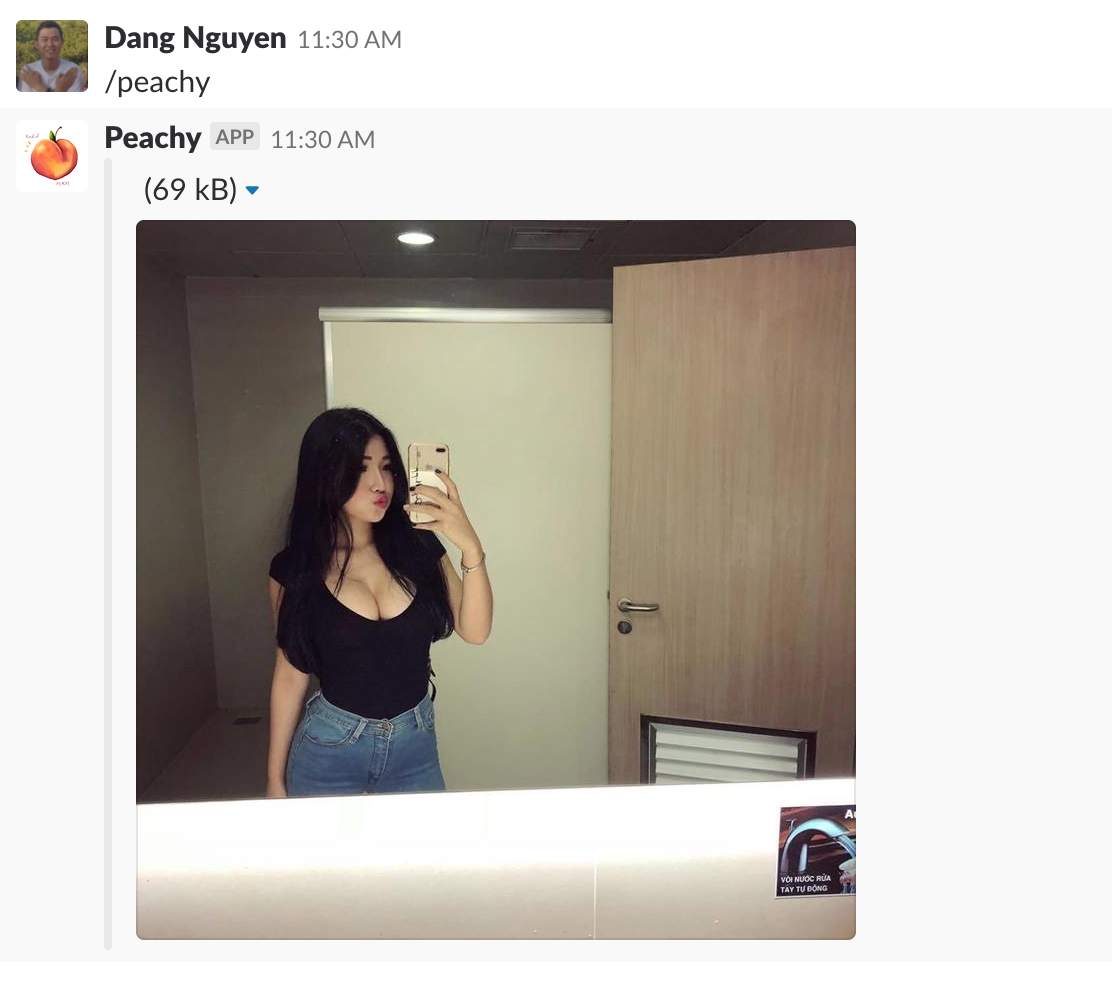 Dang Nguyen 11:30 AM
/peachy
Peachy APP 11:30 AM
(69 kB)
VÒI NƯỚC RỬA
TAY TỰ ĐỘNG